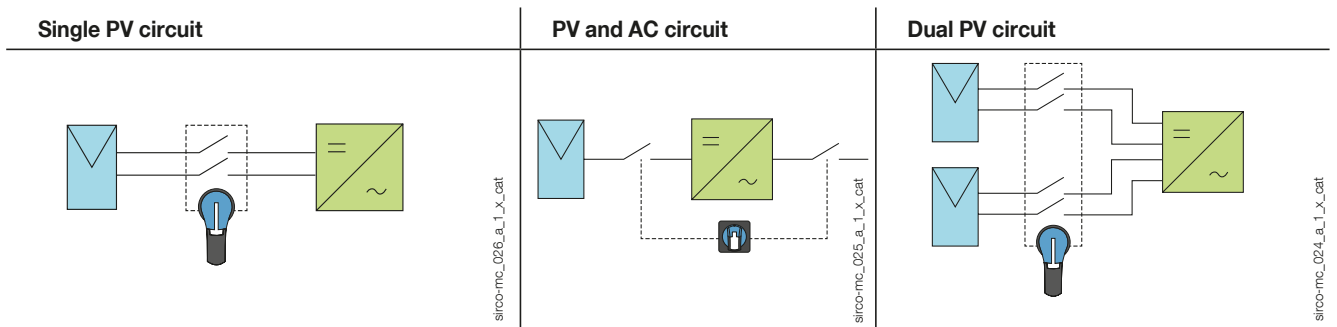 Single PV circuit
PV and AC circuit
Dual PV circuit
sirco-mc_026_a_1_x_cat
sirco-mc_025_a_1_x_cat
sirco-mc_024_a_1_x_cat